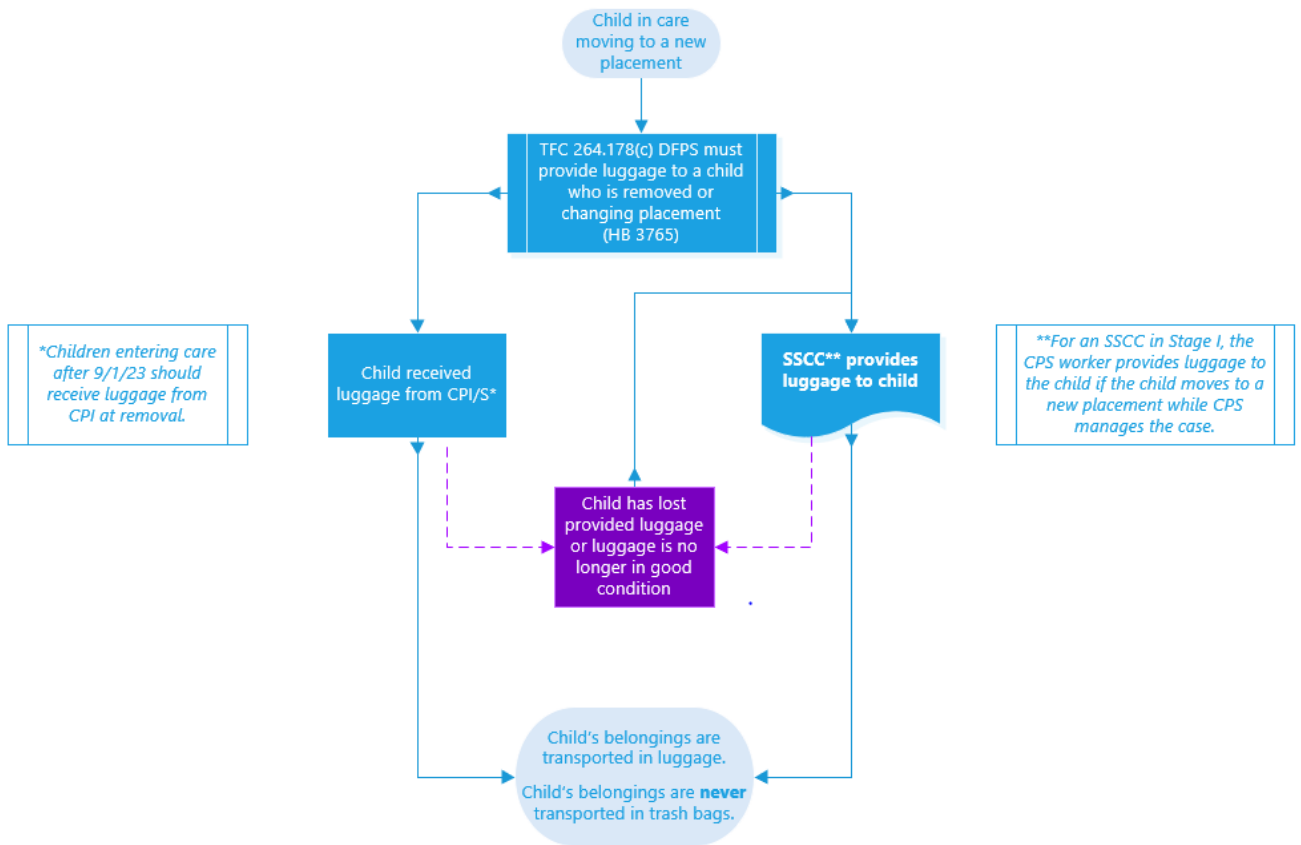 Child in care
moving to a new
placement
TFC 264.178(c) DFPS must
provide luggage to a child
who is removed or
changing placement
(HB 3765)
*Children entering care
after 9/1/23 should
receive luggage from
CPI at removal.
Child received
luggage from CPI/S*
SSCC** provides
luggage to child
**For an SSCC in Stage I, the
CPS worker provides luggage to
the child if the child moves to a
new placement while CPS
manages the case.
Child has lost
provided luggage
or luggage is no
longer in good
condition
Child's belongings are
transported in luggage.
Child's belongings are never
transported in trash bags.